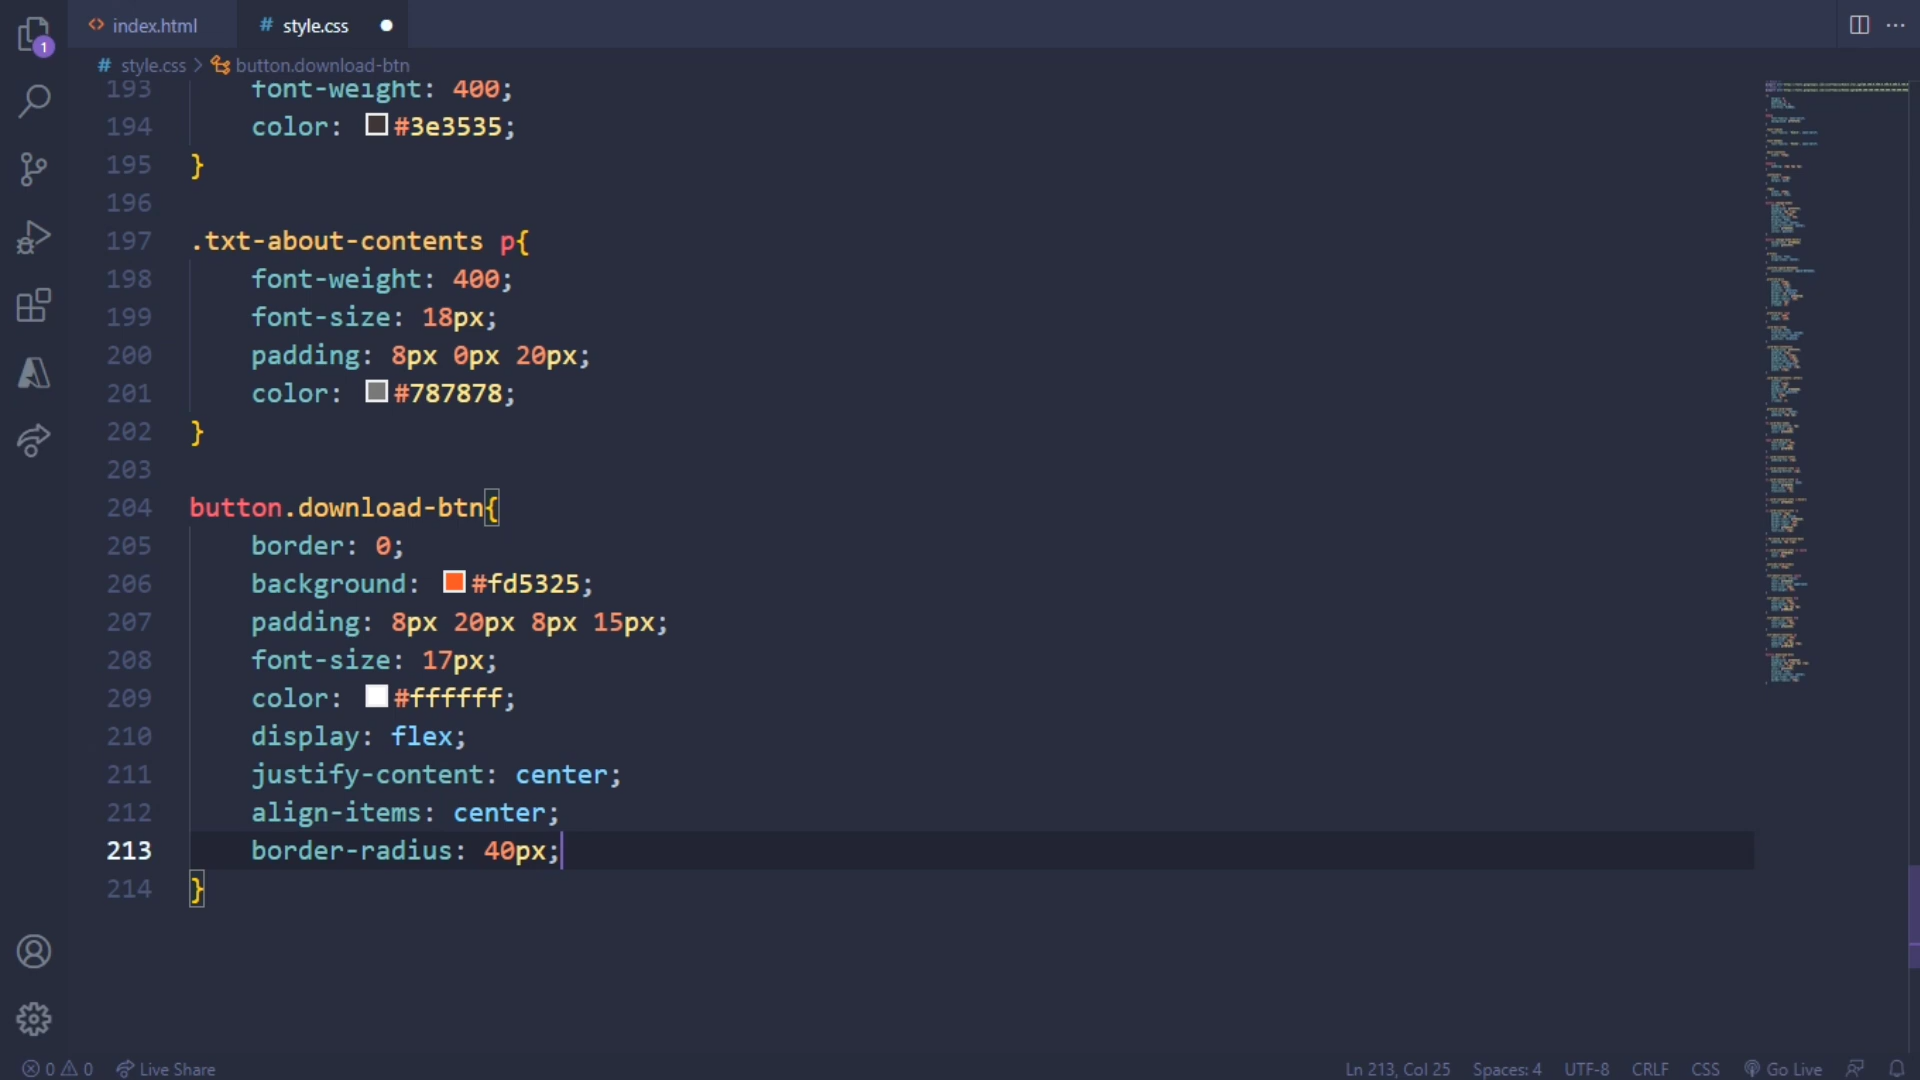 index.html
style.css
style.css
button.download-btn
1
193 font-weight: 400;
194 color: #3e3535;
195 }
196
197 .txt-about-contents p{
198 font-weight: 400;
199 font-size: 18px;
200 padding: 8px 0px 20px;
201 color: #787878;
202 }
203
204 button.download-btn{
205 border: 0;
206 background: #fd5325;
207 padding: 8px 20px 8px 15px;
208 font-size: 17px;
209 color: #ffffff;
210 display: flex;
211 justify-content: center;
212 align-items: center;
213 border-radius: 40px;
214 }
0 0 Live Share Ln 213, Col 25 Spaces: 4 UTF-8 CRLF CSS Go Live